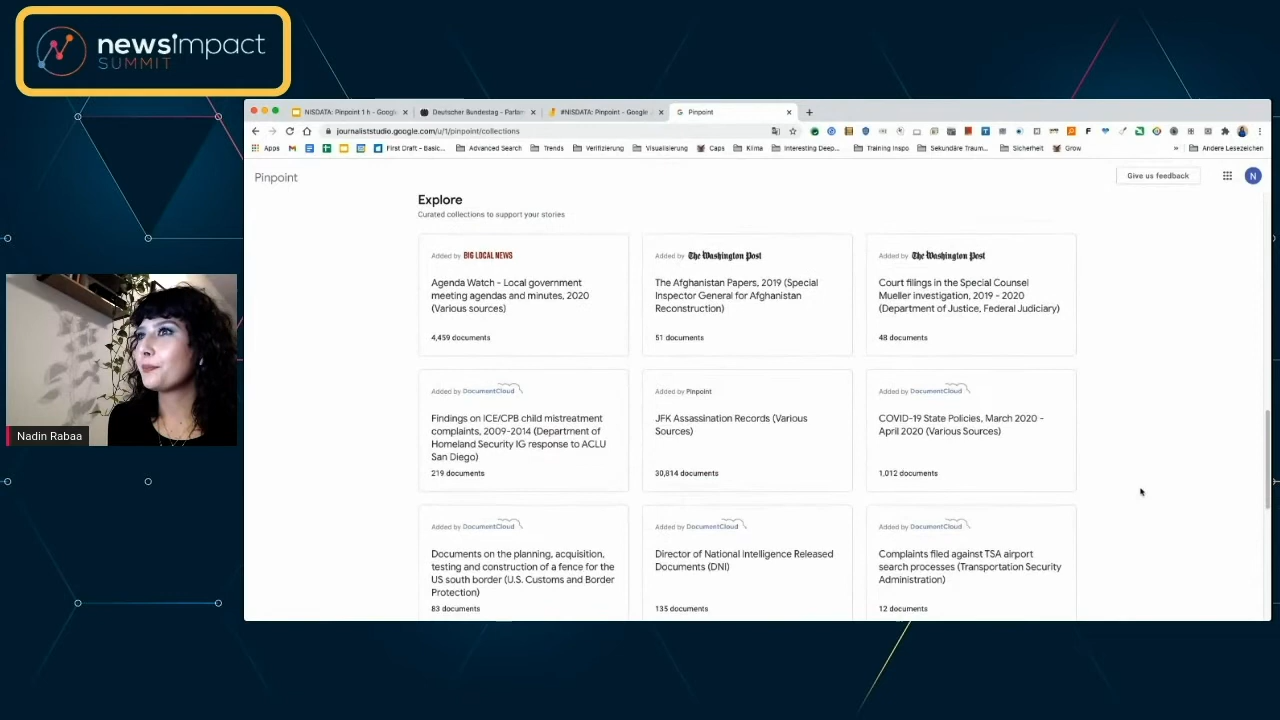 newsimpact
SUMMIT
NISDATA: Pinpoint 1 h - Googl
Deutscher Bundestag - Parlam
#NISDATA: Pinpoint - Google
Pinpoint
journaliststudio.google.com/u/1/pinpoint/collections
Apps
First Draft - Basic...
Advanced Search
Trends
Verifizierung
Visualisierung
Caps
Klima
Interesting Deep...
Training Inspo
Sekundäre Traum...
Sicherheit
Grow
»
Andere Lesezeichen
Pinpoint
Give us feedback
N
Explore
Curated collections to support your stories
Added by BIG LOCAL NEWS
Agenda Watch - Local government
meeting agendas and minutes, 2020
(Various sources)
4,459 documents
Added by The Washington Post
The Afghanistan Papers, 2019 (Special
Inspector General for Afghanistan
Reconstruction)
51 documents
Added by The Washington Post
Court filings in the Special Counsel
Mueller investigation, 2019 - 2020
(Department of Justice, Federal Judiciary)
48 documents
Added by DocumentCloud
Findings on ICE/CPB child mistreatment
complaints, 2009-2014 (Department of
Homeland Security IG response to ACLU
San Diego)
219 documents
Added by Pinpoint
JFK Assassination Records (Various
Sources)
30,814 documents
Added by DocumentCloud
COVID-19 State Policies, March 2020 -
April 2020 (Various Sources)
1,012 documents
Added by DocumentCloud
Documents on the planning, acquisition,
testing and construction of a fence for the
US south border (U.S. Customs and Border
Protection)
83 documents
Added by DocumentCloud
Director of National Intelligence Released
Documents (DNI)
135 documents
Added by DocumentCloud
Complaints filed against TSA airport
search processes (Transportation Security
Administration)
12 documents
Nadin Rabaa